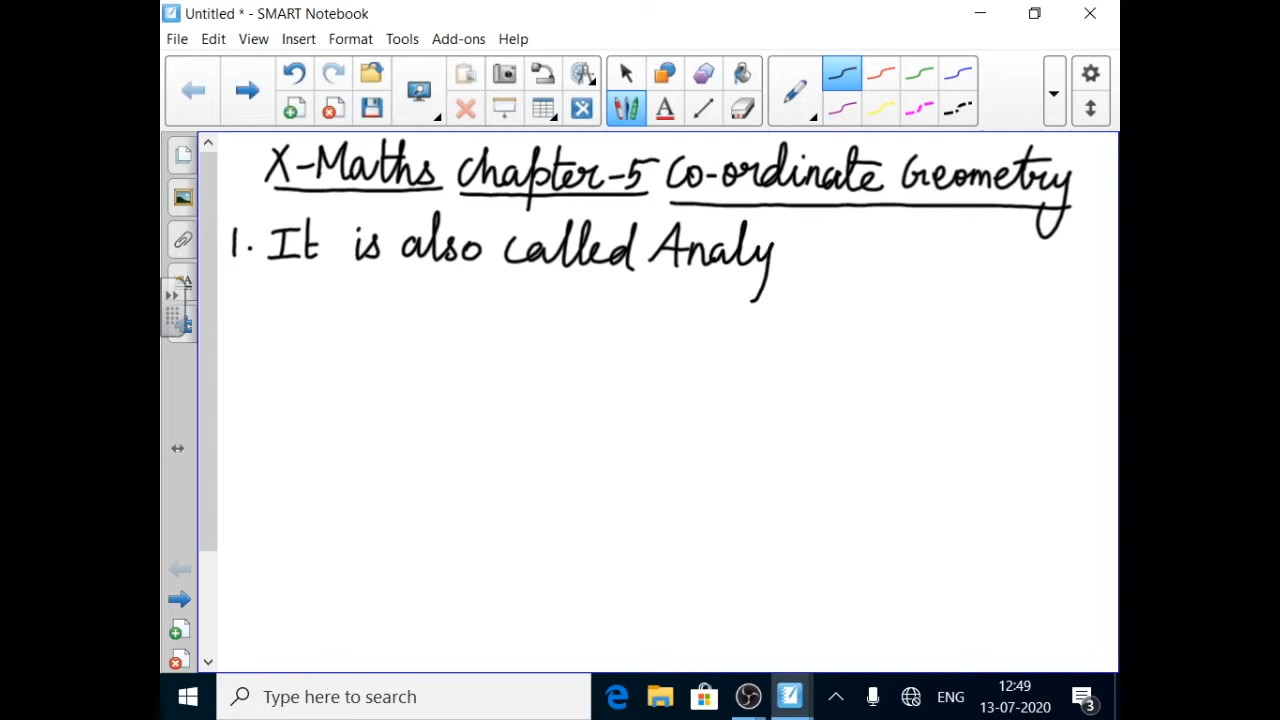 Untitled * - SMART Notebook
File Edit View Insert Format Tools Add-ons Help
X-Maths Chapter-5 Co-ordinate Geometry
1. It is also called Analy
Type here to search
ENG
12:49
13-07-2020
3